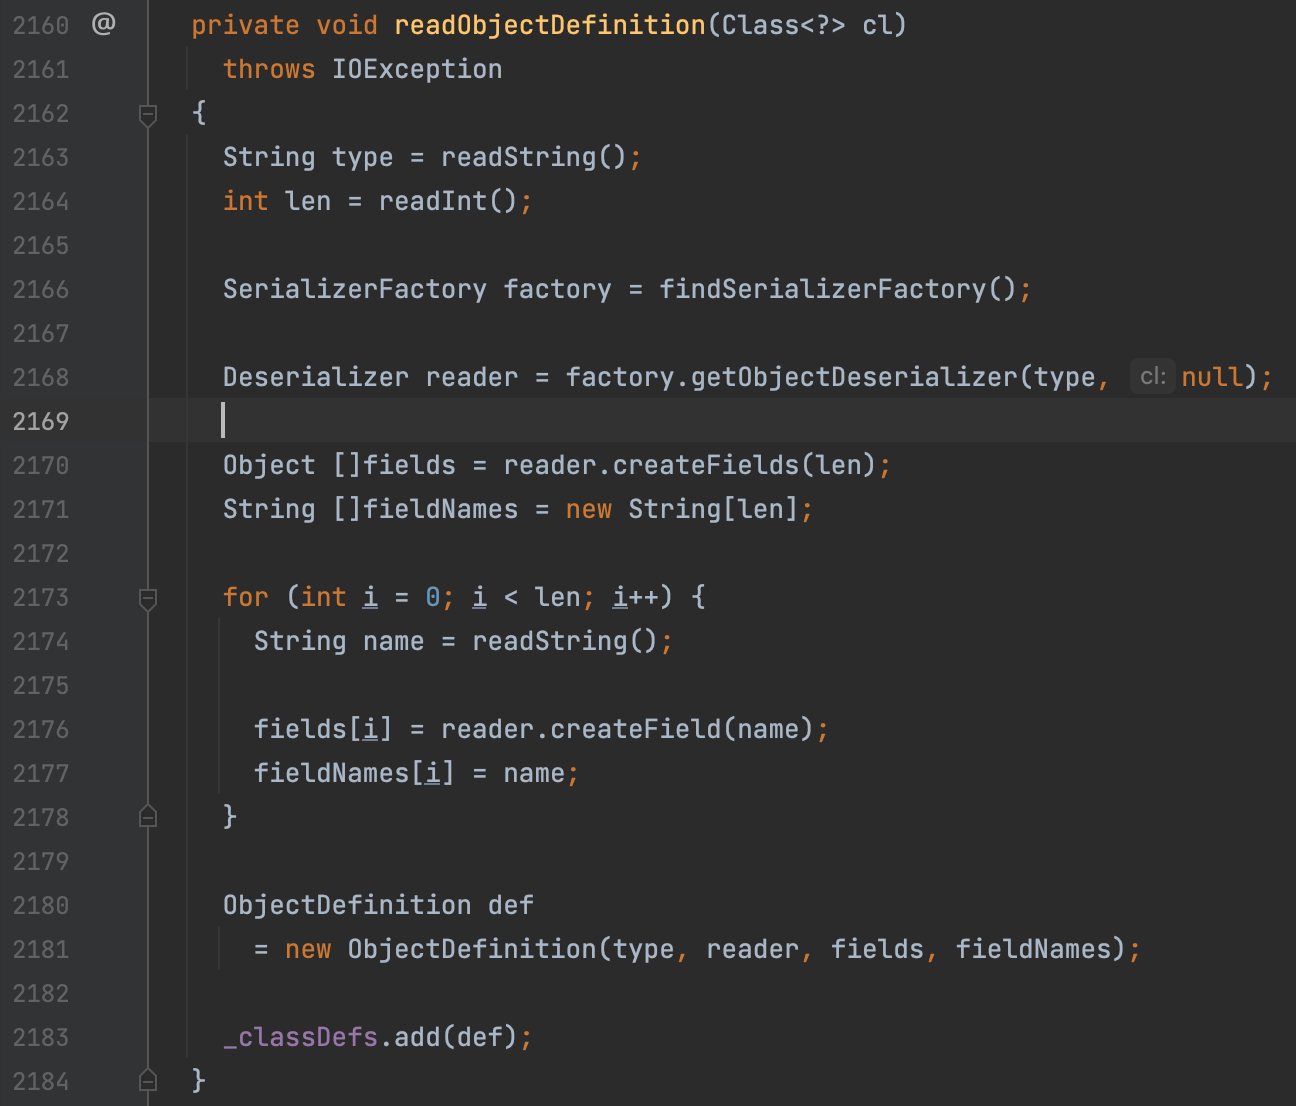 2160 @ private void readObjectDefinition(Class<?> cl)
2161 throws IOException
2162 {
2163 String type = readString();
2164 int len = readInt();
2165
2166 SerializerFactory factory = findSerializerFactory();
2167
2168 Deserializer reader = factory.getObjectDeserializer(type, cl: null);
2169
2170 Object []fields = reader.createFields(len);
2171 String []fieldNames = new String[len];
2172
2173 for (int i = 0; i < len; i++) {
2174 String name = readString();
2175
2176 fields[i] = reader.createField(name);
2177 fieldNames[i] = name;
2178 }
2179
2180 ObjectDefinition def
2181 = new ObjectDefinition(type, reader, fields, fieldNames);
2182
2183 _classDefs.add(def);
2184 }